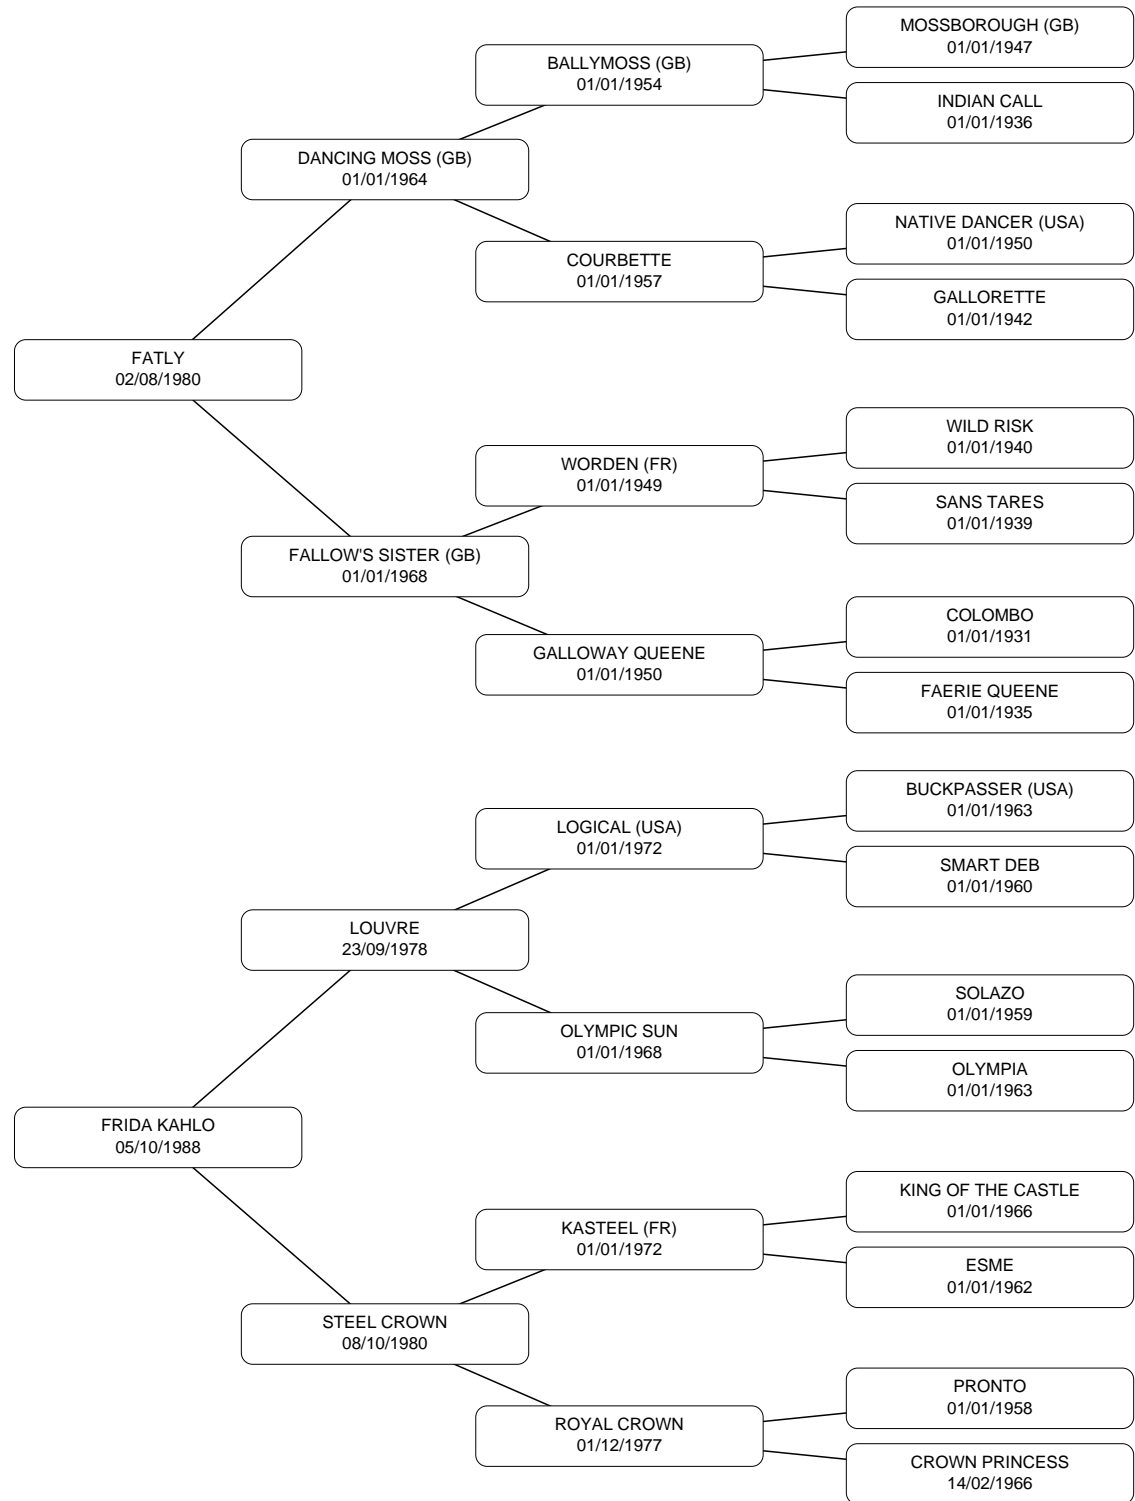 MOSSBOROUGH (GB)
01/01/1947
BALLYMOSS (GB)
01/01/1954
INDIAN CALL
01/01/1936
DANCING MOSS (GB)
01/01/1964
NATIVE DANCER (USA)
01/01/1950
COURBETTE
01/01/1957
GALLORETTE
01/01/1942
FATLY
02/08/1980
WILD RISK
01/01/1940
WORDEN (FR)
01/01/1949
SANS TARES
01/01/1939
FALLOW'S SISTER (GB)
01/01/1968
COLOMBO
01/01/1931
GALLOWAY QUEENE
01/01/1950
FAERIE QUEENE
01/01/1935
BUCKPASSER (USA)
01/01/1963
LOGICAL (USA)
01/01/1972
SMART DEB
01/01/1960
LOUVRE
23/09/1978
SOLAZO
01/01/1959
OLYMPIC SUN
01/01/1968
OLYMPIA
01/01/1963
FRIDA KAHLO
05/10/1988
KING OF THE CASTLE
01/01/1966
KASTEEL (FR)
01/01/1972
ESME
01/01/1962
STEEL CROWN
08/10/1980
PRONTO
01/01/1958
ROYAL CROWN
01/12/1977
CROWN PRINCESS
14/02/1966